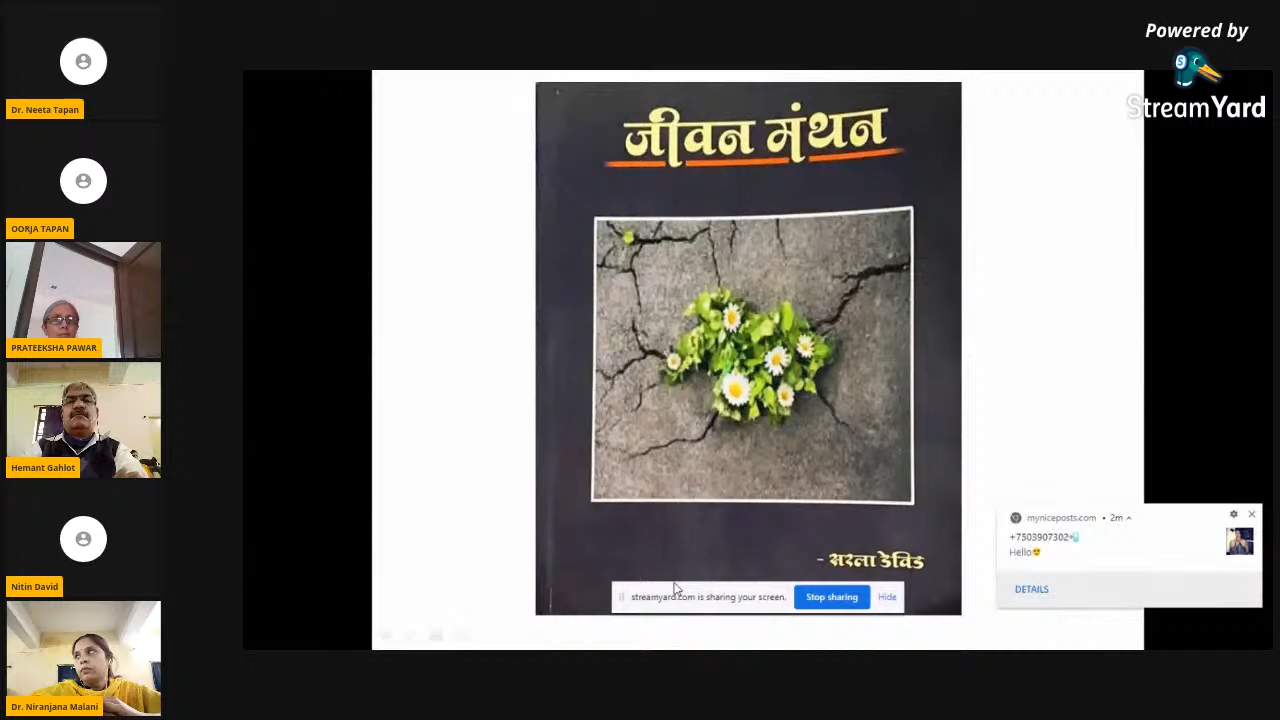 Powered by
StreamYard
Dr. Neeta Tapan
OORJA TAPAN
PRATEEKSHA PAWAR
Hemant Gahlot
Nitin David
Dr. Niranjana Malani
जीवन मंथन
- सरला डेविड
streamyard.com is sharing your screen.
Stop sharing
Hide
myniceposts.com • 2m
+7503907302
Hello😍
DETAILS